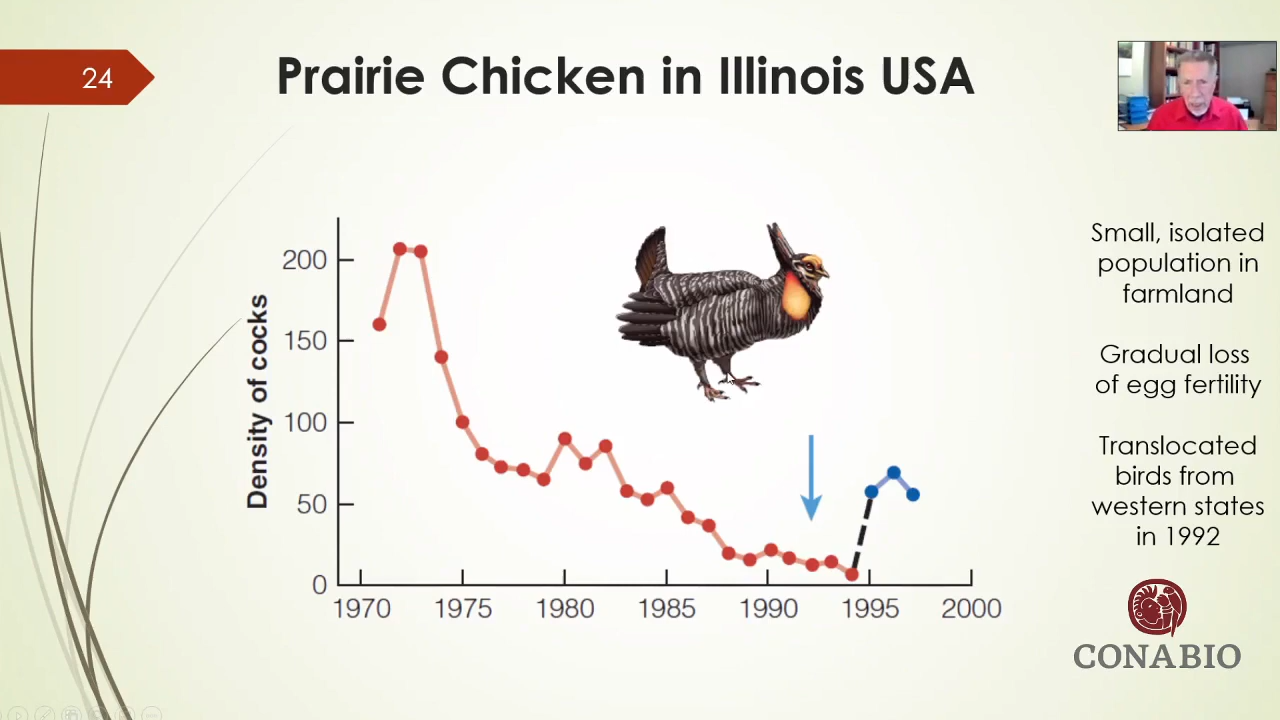 24
Prairie Chicken in Illinois USA
Small, isolated
population in
farmland
Gradual loss
of egg fertility
Translocated
birds from
western states
in 1992
Density of cocks
200
150
100
50
0
1970 1975 1980 1985 1990 1995 2000
CONABIO